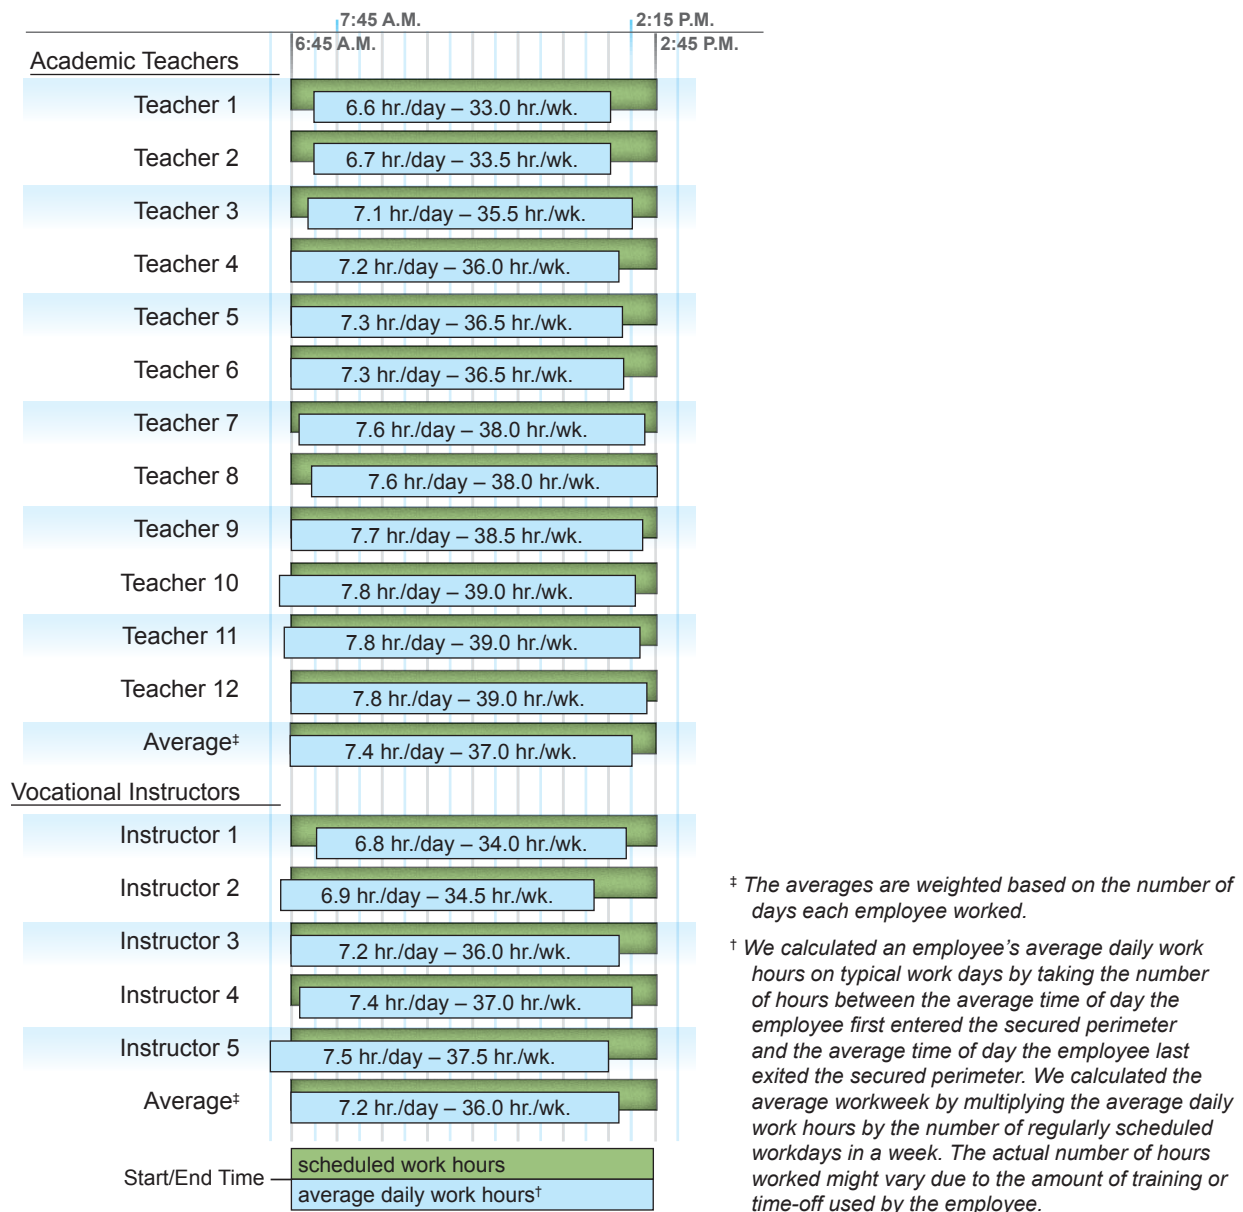 7:45 A.M. 2:15 P.M.
6:45 A.M. 2:45 P.M.
Academic Teachers
Teacher 1 6.6 hr./day – 33.0 hr./wk.
Teacher 2 6.7 hr./day – 33.5 hr./wk.
Teacher 3 7.1 hr./day – 35.5 hr./wk.
Teacher 4 7.2 hr./day – 36.0 hr./wk.
Teacher 5 7.3 hr./day – 36.5 hr./wk.
Teacher 6 7.3 hr./day – 36.5 hr./wk.
Teacher 7 7.6 hr./day – 38.0 hr./wk.
Teacher 8 7.6 hr./day – 38.0 hr./wk.
Teacher 9 7.7 hr./day – 38.5 hr./wk.
Teacher 10 7.8 hr./day – 39.0 hr./wk.
Teacher 11 7.8 hr./day – 39.0 hr./wk.
Teacher 12 7.8 hr./day – 39.0 hr./wk.
Average‡ 7.4 hr./day – 37.0 hr./wk.
Vocational Instructors
Instructor 1 6.8 hr./day – 34.0 hr./wk.
Instructor 2 6.9 hr./day – 34.5 hr./wk.
Instructor 3 7.2 hr./day – 36.0 hr./wk.
Instructor 4 7.4 hr./day – 37.0 hr./wk.
Instructor 5 7.5 hr./day – 37.5 hr./wk.
Average‡ 7.2 hr./day – 36.0 hr./wk.
Start/End Time
scheduled work hours
average daily work hours†
‡ The averages are weighted based on the number of
days each employee worked.
† We calculated an employee’s average daily work
hours on typical work days by taking the number
of hours between the average time of day the
employee first entered the secured perimeter
and the average time of day the employee last
exited the secured perimeter. We calculated the
average workweek by multiplying the average daily
work hours by the number of regularly scheduled
workdays in a week. The actual number of hours
worked might vary due to the amount of training or
time-off used by the employee.